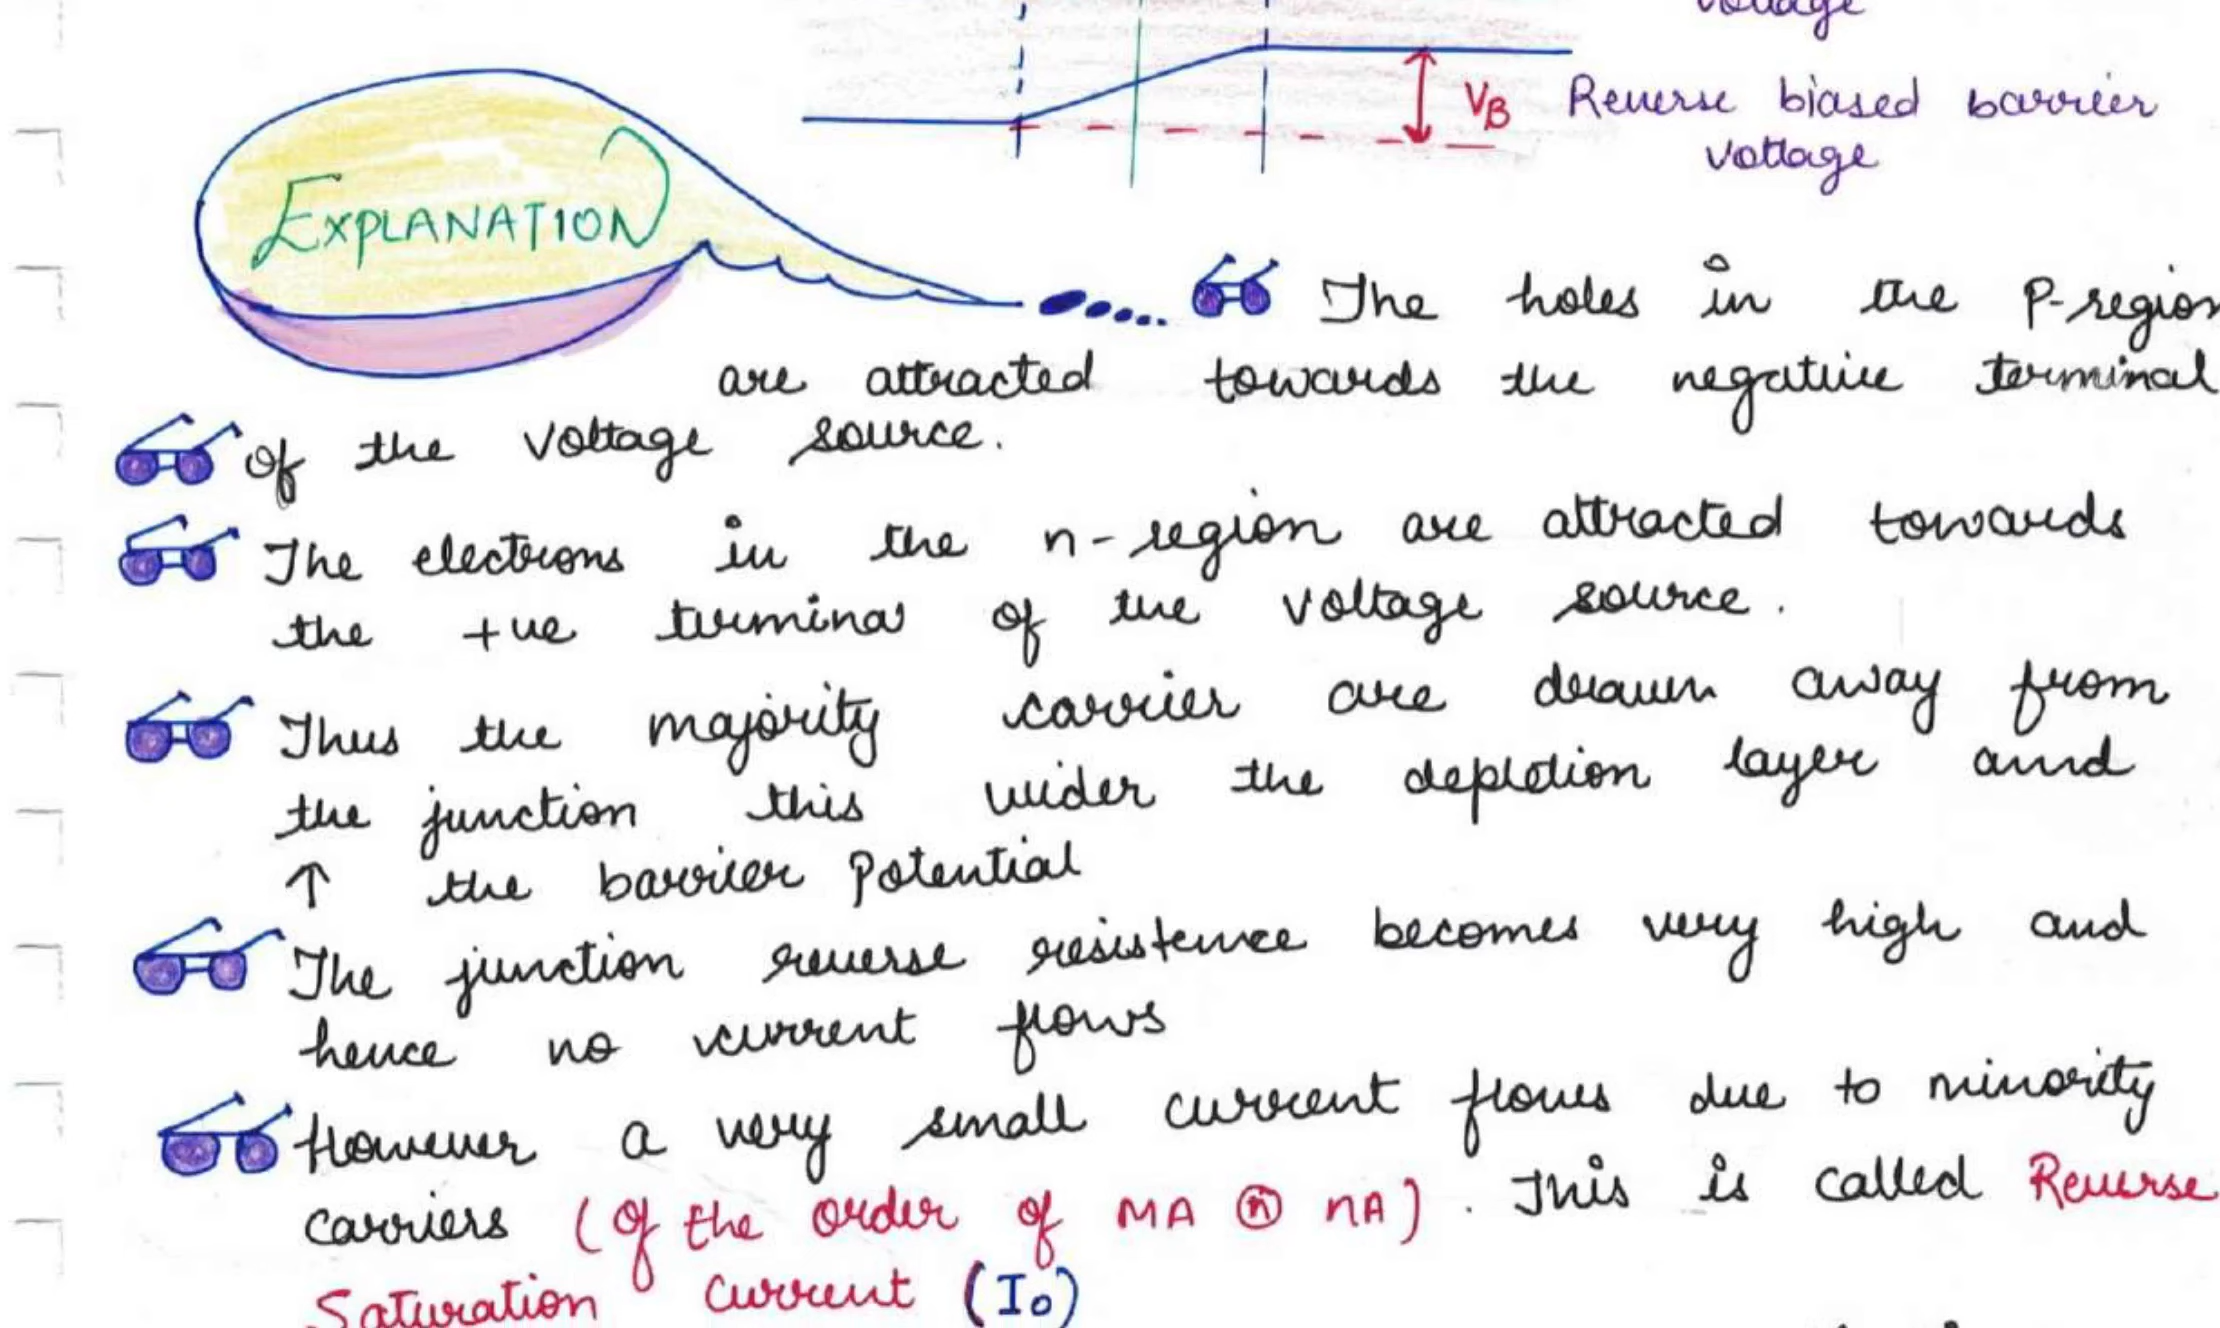 voltage
VB Reverse biased barrier
voltage
EXPLANATION
The holes in the P-region
are attracted towards the negative terminal
of the voltage source.
The electrons in the n-region are attracted towards
the +ve terminal of the voltage source.
Thus the majority carrier are drawn away from
the junction this wider the depletion layer annd
↑ the barrier potential
The junction reverse resistence becomes very high and
hence no current flows
However a very small current flows due to minority
carriers (of the order of MA nA). This is called Reverse
Saturation current (Io)